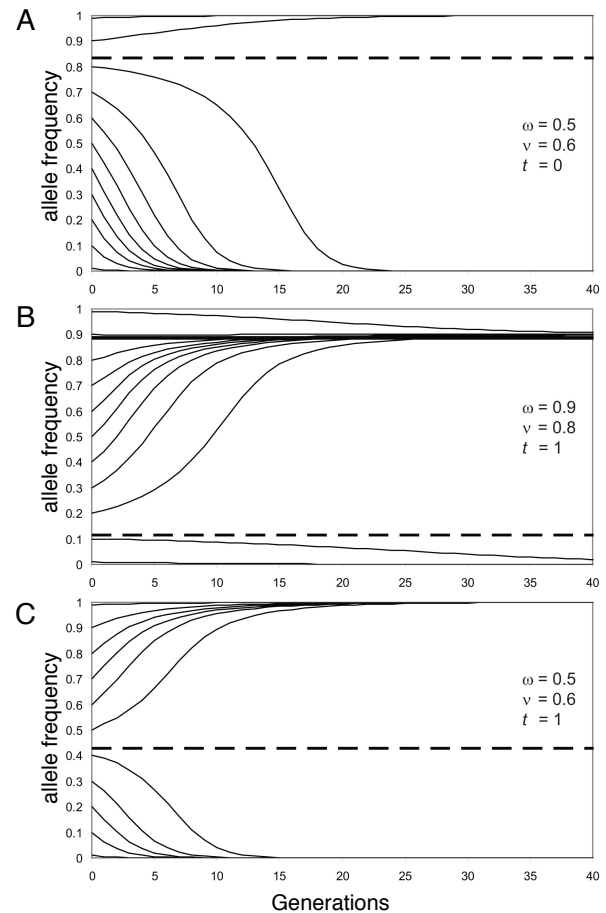 A
allele frequency
1
0.9
0.8
0.7
0.6
0.5
0.4
0.3
0.2
0.1
0
ω = 0.5
ν = 0.6
t = 0
0 5 10 15 20 25 30 35 40
B
allele frequency
1
0.9
0.8
0.7
0.6
0.5
0.4
0.3
0.2
0.1
0
ω = 0.9
ν = 0.8
t = 1
0 5 10 15 20 25 30 35 40
C
allele frequency
1
0.9
0.8
0.7
0.6
0.5
0.4
0.3
0.2
0.1
0
ω = 0.5
ν = 0.6
t = 1
0 5 10 15 20 25 30 35 40
Generations